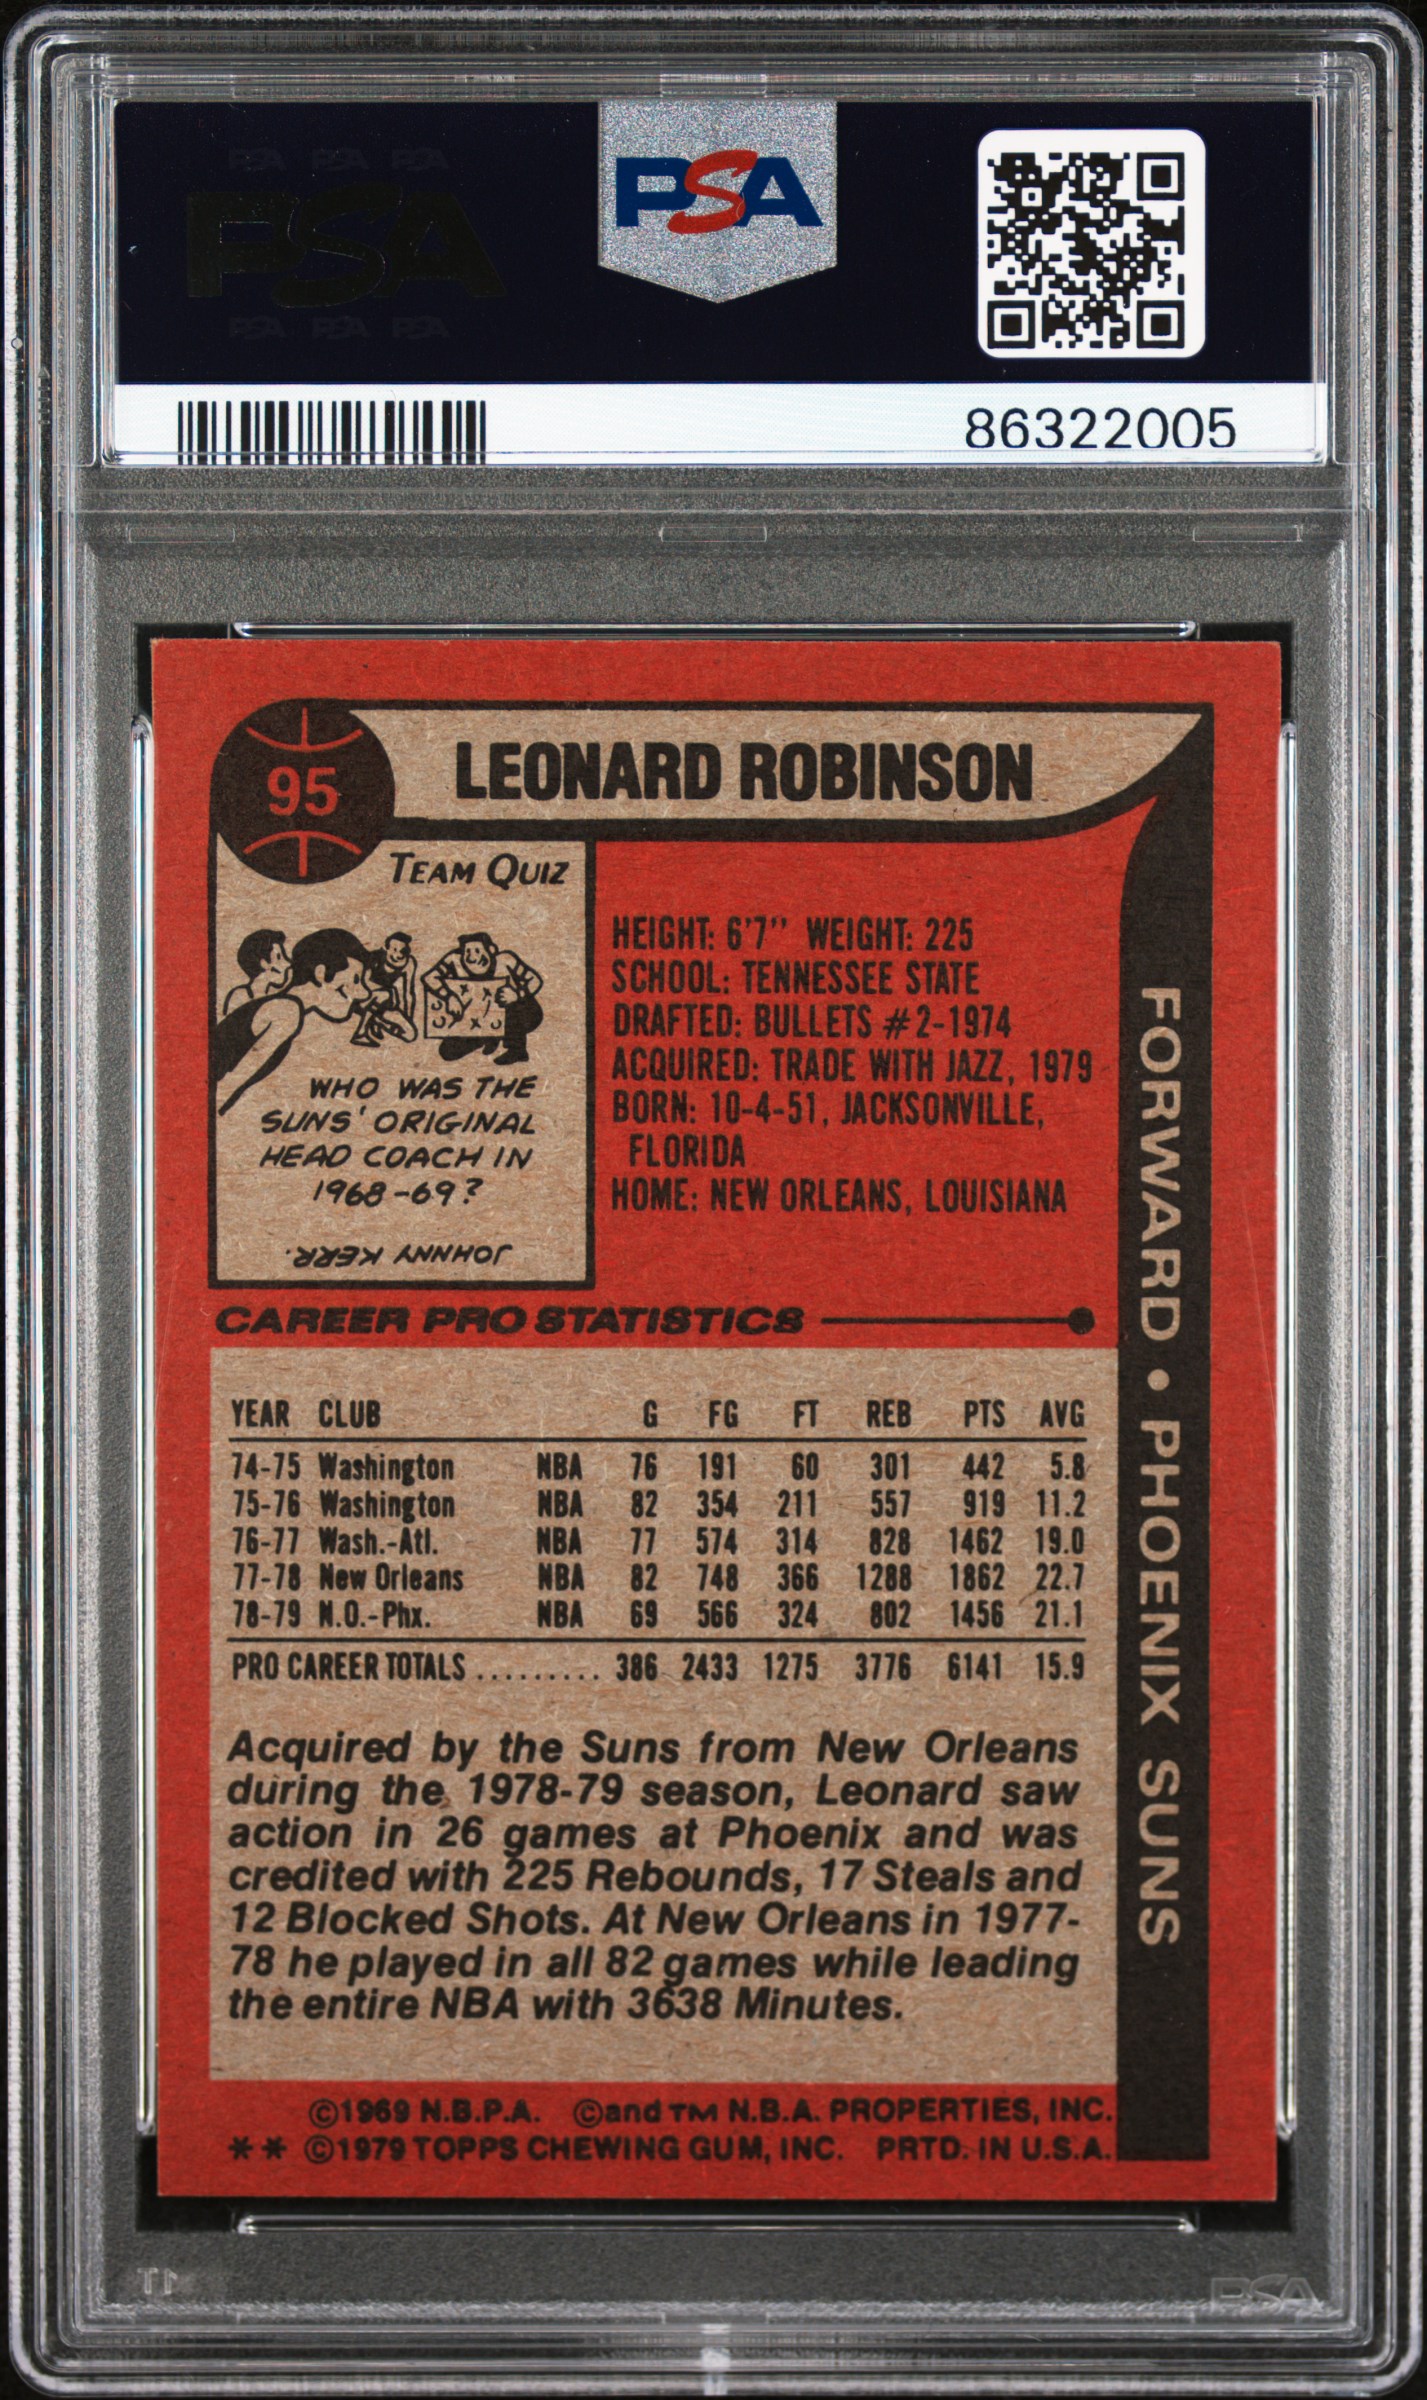 PSA PSA PSA
PSA
PSA PSA PSA
PSA
86322005
95
LEONARD ROBINSON
TEAM QUIZ
WHO WAS THE
SUNS' ORIGINAL
HEAD COACH IN
1968-69?
JOHNNY KERR.
HEIGHT: 6'7" WEIGHT: 225
SCHOOL: TENNESSEE STATE
DRAFTED: BULLETS #2-1974
ACQUIRED: TRADE WITH JAZZ, 1979
BORN: 10-4-51, JACKSONVILLE,
FLORIDA
HOME: NEW ORLEANS, LOUISIANA
FORWARD • PHOENIX SUNS
CAREER PRO STATISTICS
YEAR CLUB G FG FT REB PTS AVG
74-75 Washington NBA 76 191 60 301 442 5.8
75-76 Washington NBA 82 354 211 557 919 11.2
76-77 Wash.-Atl. NBA 77 574 314 828 1462 19.0
77-78 New Orleans NBA 82 748 366 1288 1862 22.7
78-79 N.O.-Phx. NBA 69 566 324 802 1456 21.1
PRO CAREER TOTALS ......... 386 2433 1275 3776 6141 15.9
Acquired by the Suns from New Orleans
during the 1978-79 season, Leonard saw
action in 26 games at Phoenix and was
credited with 225 Rebounds, 17 Steals and
12 Blocked Shots. At New Orleans in 1977-
78 he played in all 82 games while leading
the entire NBA with 3638 Minutes.
©1969 N.B.P.A. ©and TM N.B.A. PROPERTIES, INC.
** ©1979 TOPPS CHEWING GUM, INC. PRTD. IN U.S.A.
PSA